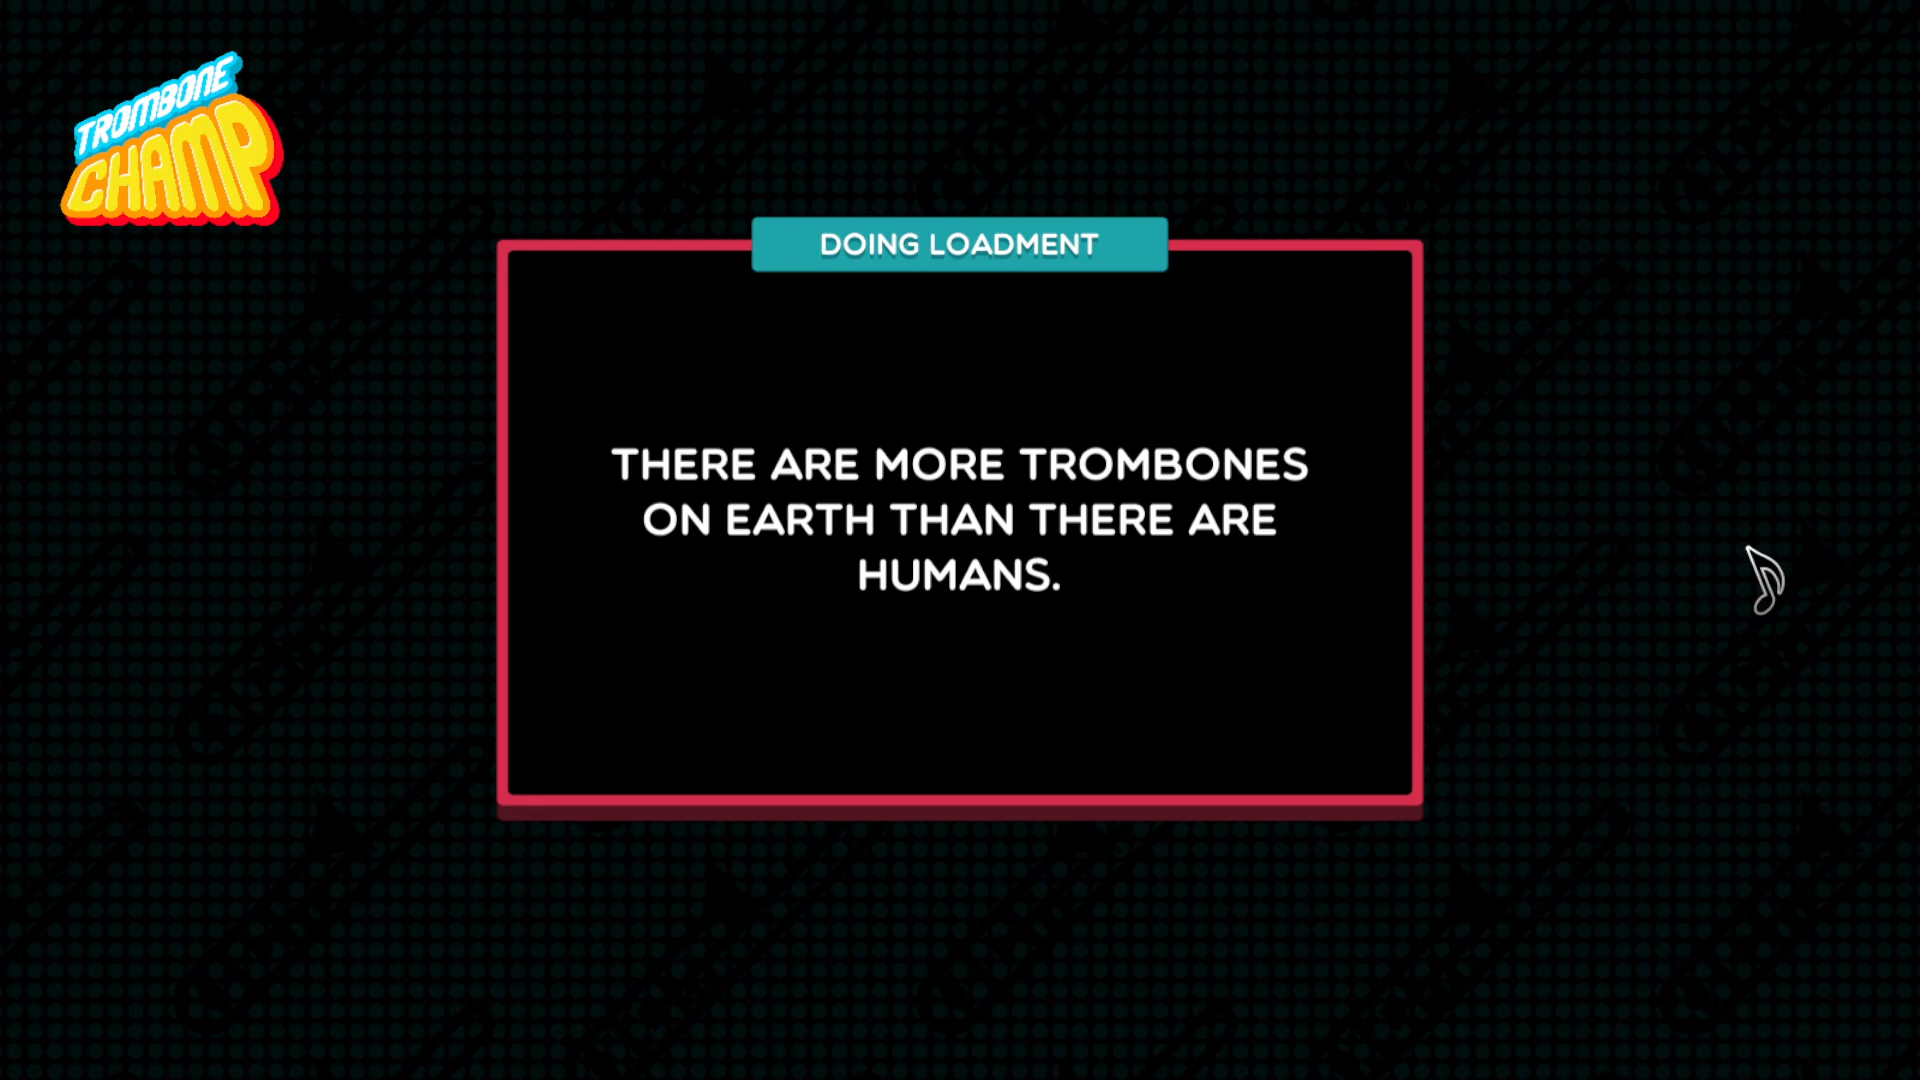 TROMBONE
CHAMP
DOING LOADMENT
THERE ARE MORE TROMBONES
ON EARTH THAN THERE ARE
HUMANS.